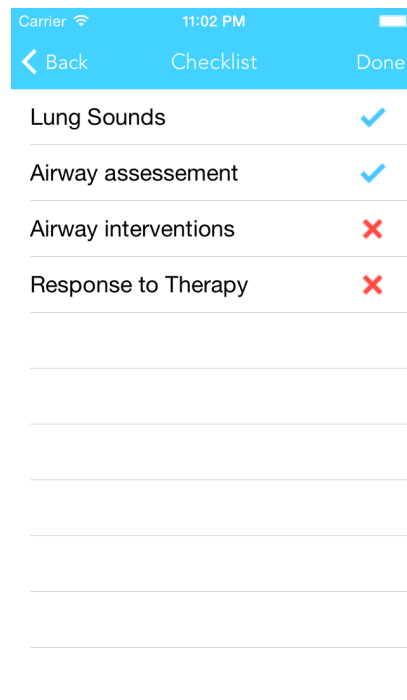 Carrier 11:02 PM
Back Checklist Done
Lung Sounds
Airway assessement
Airway interventions
Response to Therapy